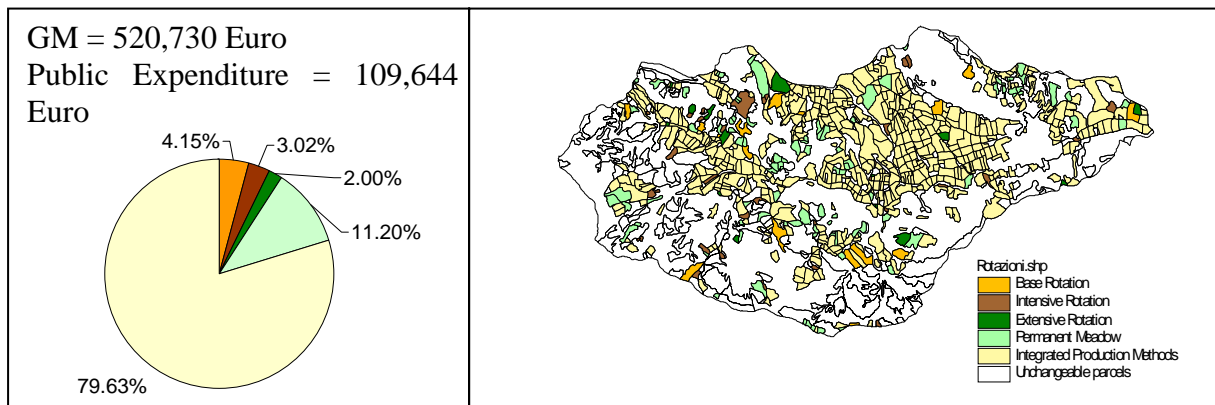 GM = 520,730 Euro
Public Expenditure = 109,644
Euro
4.15%
3.02%
2.00%
11.20%
79.63%
Rotazioni.shp
Base Rotation
Intensive Rotation
Extensive Rotation
Permanent Meadow
Integrated Production Methods
Unchangeable parcels